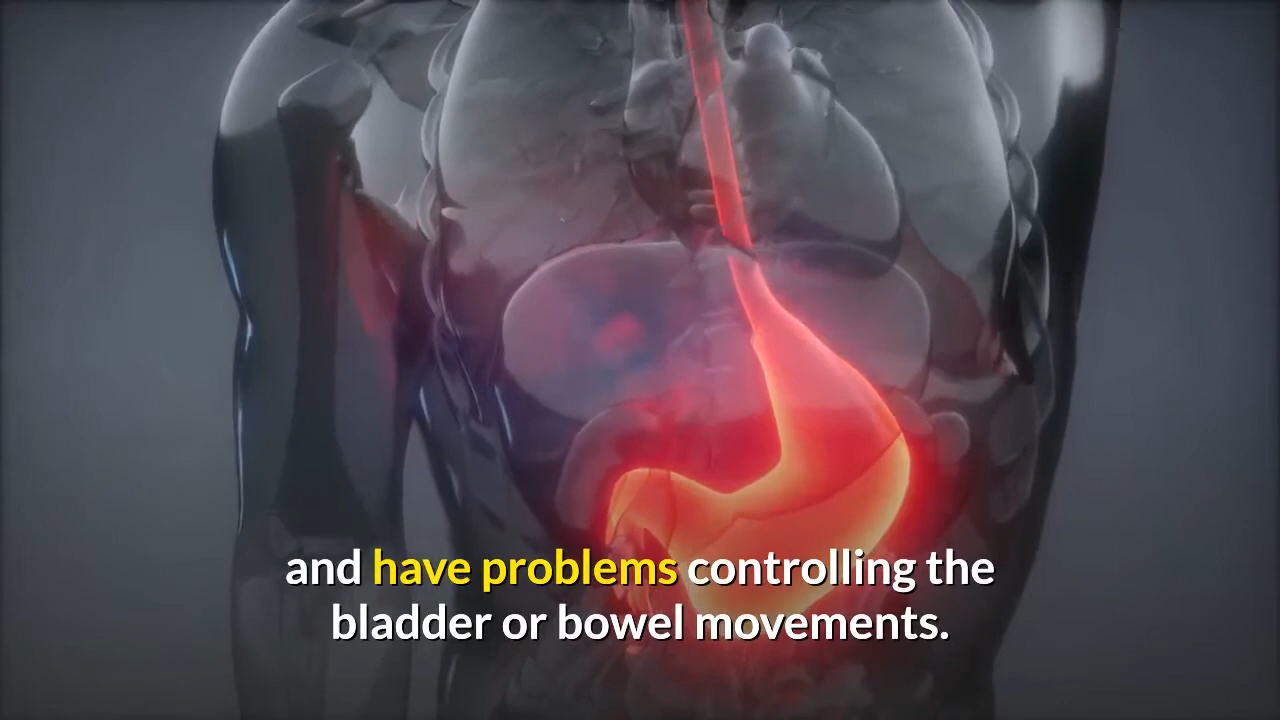 and have problems controlling the
bladder or bowel movements.